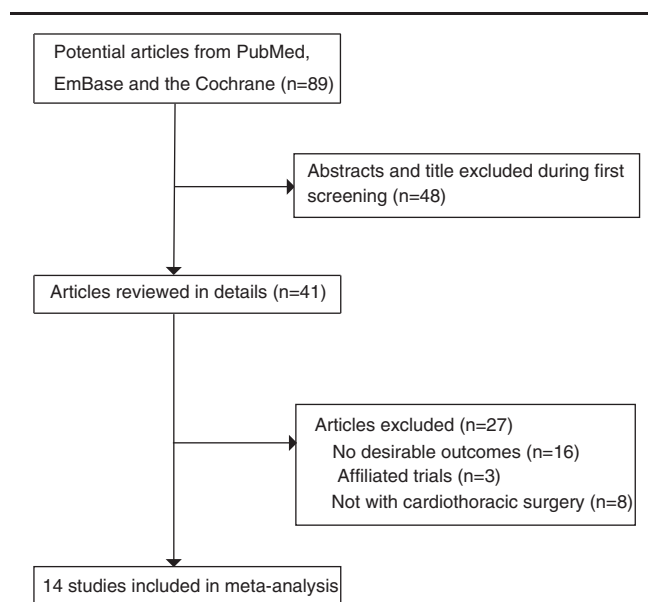 Potential articles from PubMed,
EmBase and the Cochrane (n=89)
Abstracts and title excluded during first
screening (n=48)
Articles reviewed in details (n=41)
Articles excluded (n=27)
No desirable outcomes (n=16)
Affiliated trials (n=3)
Not with cardiothoracic surgery (n=8)
14 studies included in meta-analysis